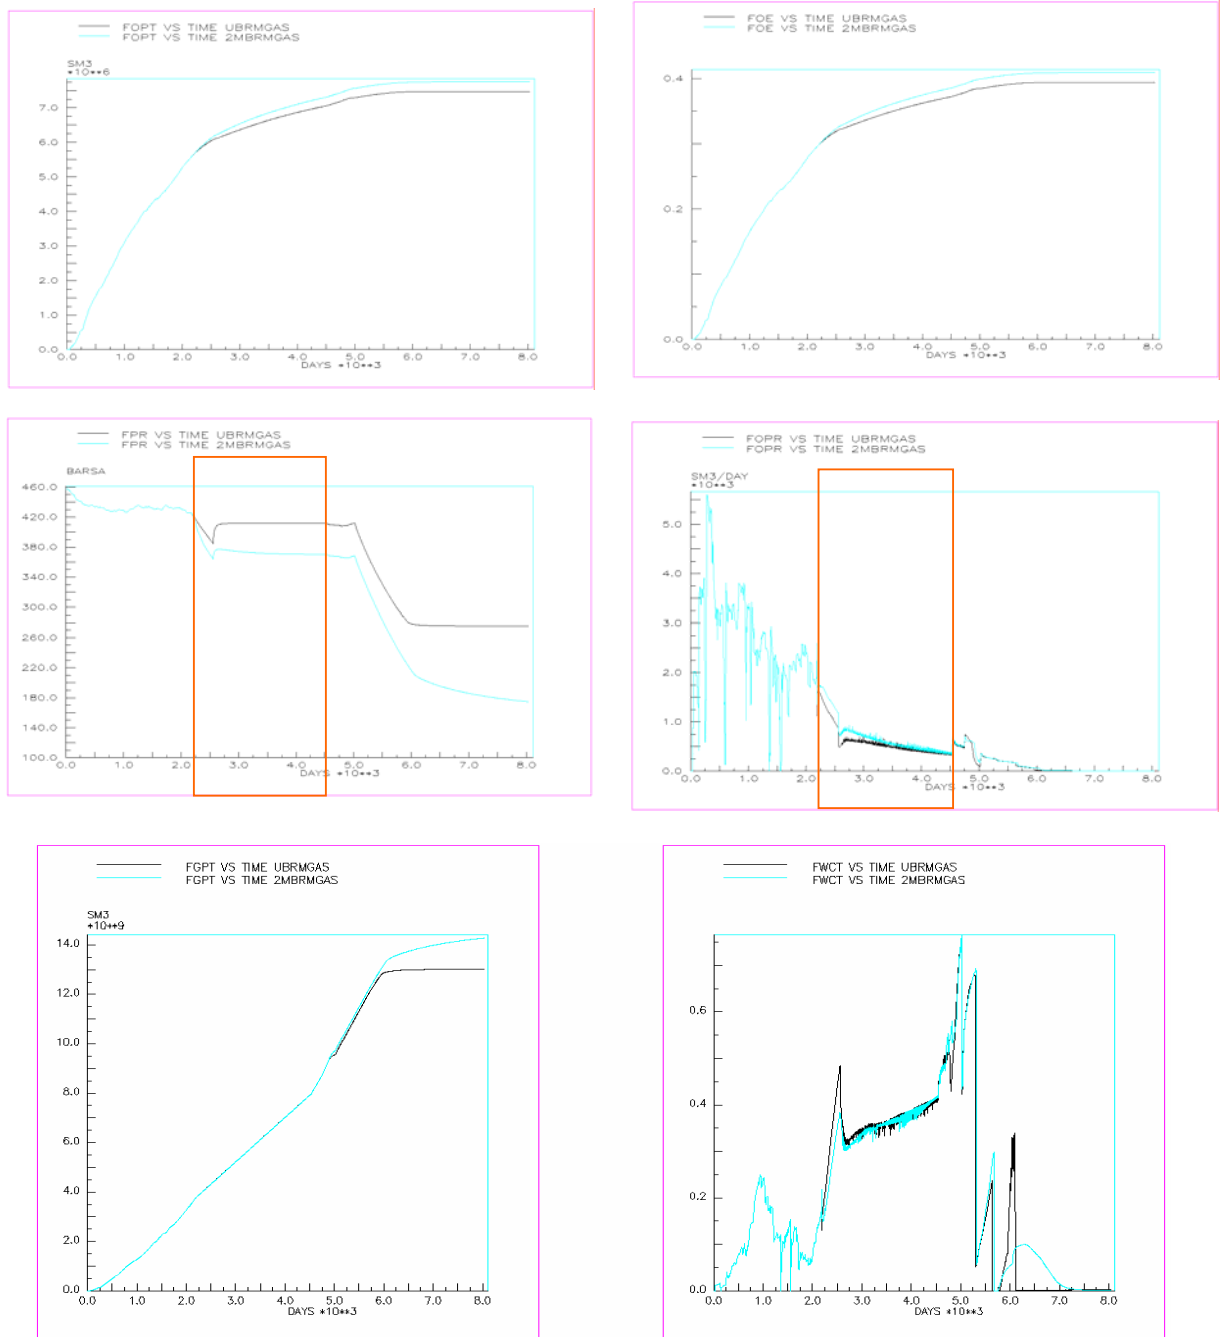 FOPT VS TIME UBRMGAS
FOPT VS TIME 2MBRMGAS
SM3
*10**6
7.0
6.0
5.0
4.0
3.0
2.0
1.0
0.0
0.0 1.0 2.0 3.0 4.0 5.0 6.0 7.0 8.0
DAYS *10**3
FOE VS TIME UBRMGAS
FOE VS TIME 2MBRMGAS
0.4
0.2
0.0
0.0 1.0 2.0 3.0 4.0 5.0 6.0 7.0 8.0
DAYS *10**3
FPR VS TIME UBRMGAS
FPR VS TIME 2MBRMGAS
BARSA
460.0
420.0
380.0
340.0
300.0
260.0
220.0
180.0
140.0
100.0
0.0 1.0 2.0 3.0 4.0 5.0 6.0 7.0 8.0
DAYS *10**3
FOPR VS TIME UBRMGAS
FOPR VS TIME 2MBRMGAS
SM3/DAY
*10**3
5.0
4.0
3.0
2.0
1.0
0.0
0.0 1.0 2.0 3.0 4.0 5.0 6.0 7.0 8.0
DAYS *10**3
FGPT VS TIME UBRMGAS
FGPT VS TIME 2MBRMGAS
SM3
*10**9
14.0
12.0
10.0
8.0
6.0
4.0
2.0
0.0
0.0 1.0 2.0 3.0 4.0 5.0 6.0 7.0 8.0
DAYS *10**3
FWCT VS TIME UBRMGAS
FWCT VS TIME 2MBRMGAS
0.6
0.4
0.2
0.0
0.0 1.0 2.0 3.0 4.0 5.0 6.0 7.0 8.0
DAYS *10**3